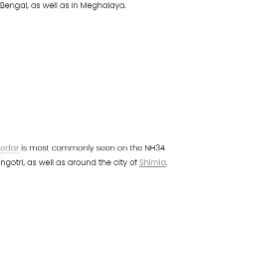 Bengal, as well as in Meghalaya.
is most commonly seen on the NH34
ngotri, as well as around the city of Shimla.